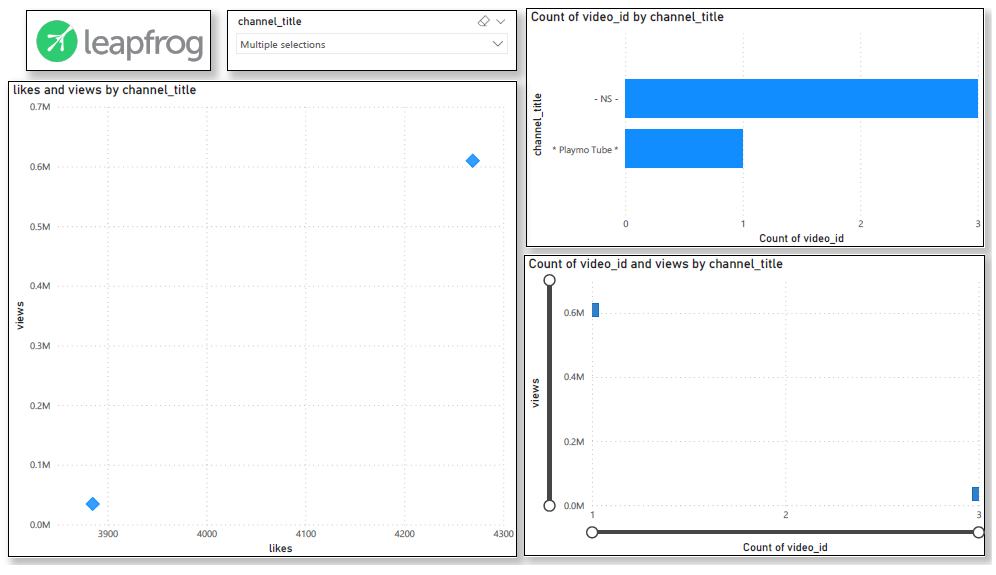 leapfrog
channel_title
Multiple selections
likes and views by channel_title
0.7M
0.6M
0.5M
0.4M
0.3M
0.2M
0.1M
0.0M
views
3900
4000
4100
4200
4300
likes
Count of video_id by channel_title
channel_title
- NS -
* Playmo Tube *
0
1
2
3
Count of video_id
Count of video_id and views by channel_title
views
0.6M
0.4M
0.2M
0.0M
1
2
3
Count of video_id